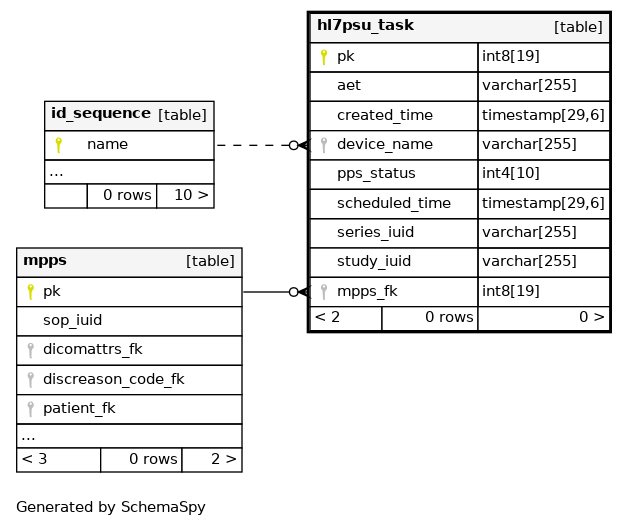 hl7psu_task [table]
pk int8[19]
aet varchar[255]
created_time timestamp[29,6]
device_name varchar[255]
pps_status int4[10]
scheduled_time timestamp[29,6]
series_iuid varchar[255]
study_iuid varchar[255]
mpps_fk int8[19]
< 2 0 rows 0 >
id_sequence [table]
name
...
0 rows 10 >
mpps [table]
pk
sop_iuid
dicomattrs_fk
discreason_code_fk
patient_fk
...
< 3 0 rows 2 >
Generated by SchemaSpy